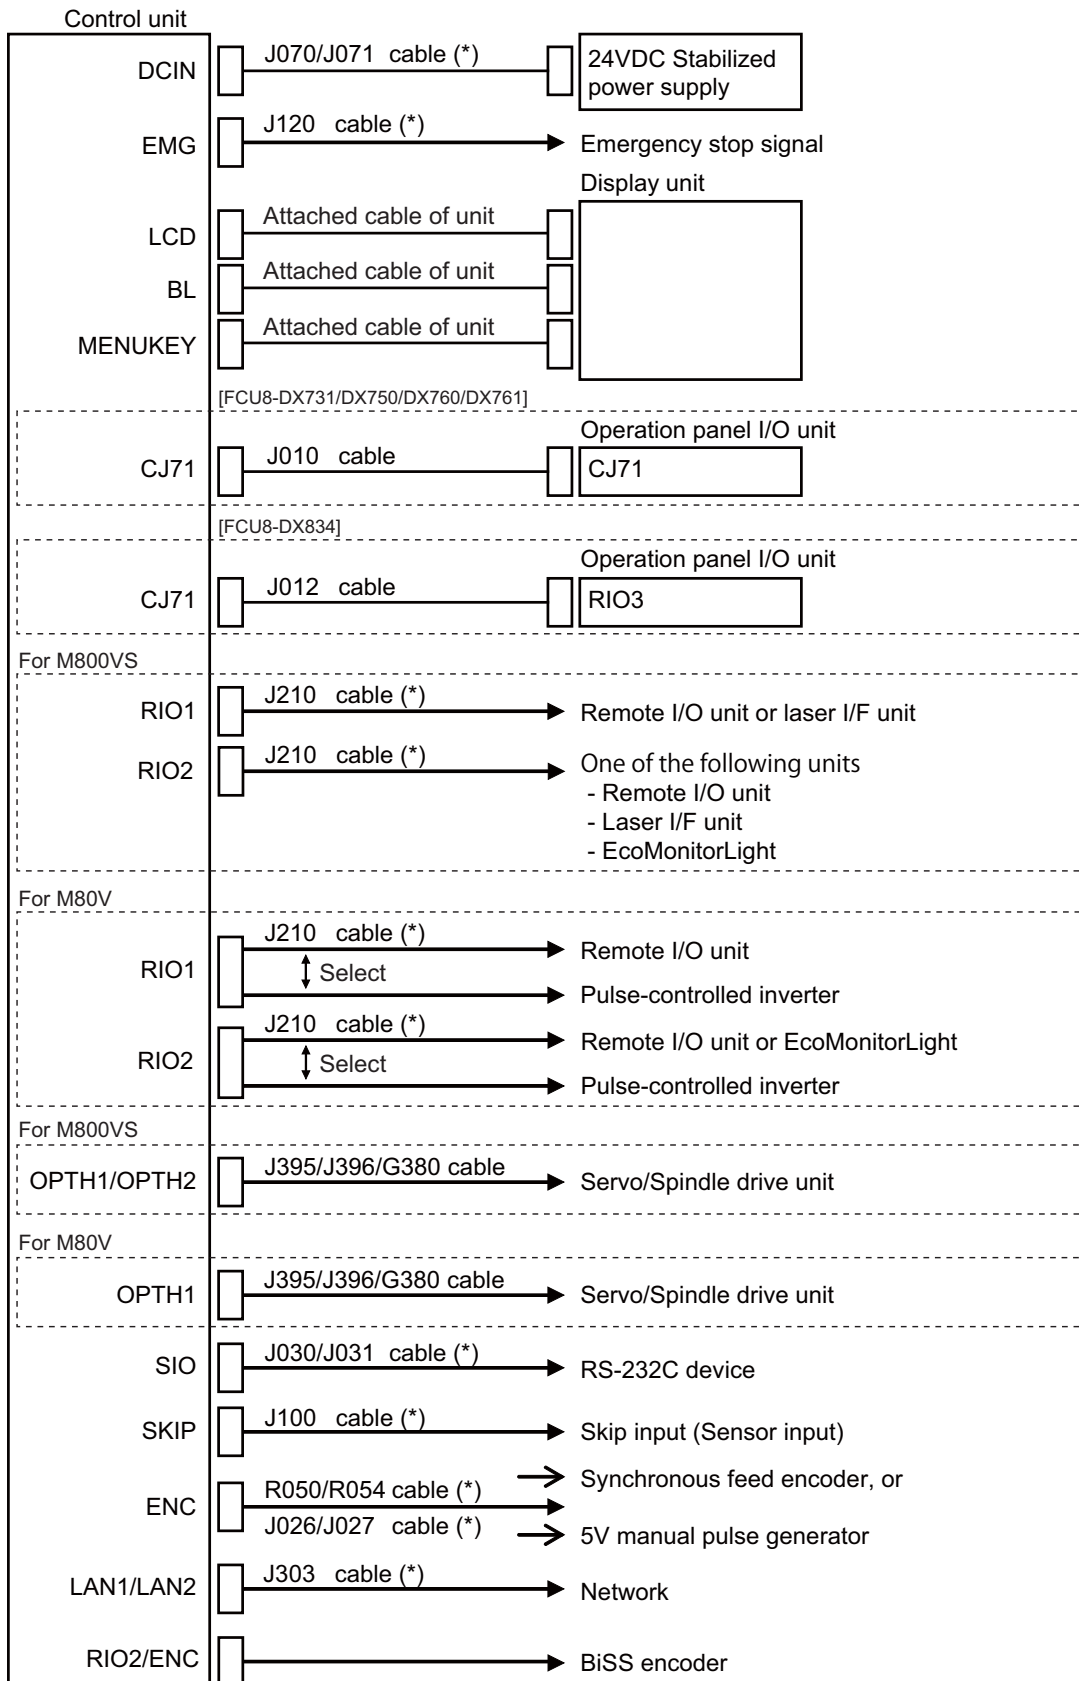 Control unit
DCIN
J070/J071 cable (*)
24VDC Stabilized
power supply
EMG
J120 cable (*)
Emergency stop signal
Display unit
LCD
Attached cable of unit
BL
Attached cable of unit
MENUKEY
Attached cable of unit
[FCU8-DX731/DX750/DX760/DX761]
Operation panel I/O unit
CJ71
J010 cable
CJ71
[FCU8-DX834]
Operation panel I/O unit
CJ71
J012 cable
RIO3
For M800VS
RIO1
J210 cable (*)
Remote I/O unit or laser I/F unit
RIO2
J210 cable (*)
One of the following units
- Remote I/O unit
- Laser I/F unit
- EcoMonitorLight
For M80V
RIO1
J210 cable (*)
Remote I/O unit
Select
Pulse-controlled inverter
RIO2
J210 cable (*)
Remote I/O unit or EcoMonitorLight
Select
Pulse-controlled inverter
For M800VS
OPTH1/OPTH2
J395/J396/G380 cable
Servo/Spindle drive unit
For M80V
OPTH1
J395/J396/G380 cable
Servo/Spindle drive unit
SIO
J030/J031 cable (*)
RS-232C device
SKIP
J100 cable (*)
Skip input (Sensor input)
ENC
R050/R054 cable (*)
Synchronous feed encoder, or
J026/J027 cable (*)
5V manual pulse generator
LAN1/LAN2
J303 cable (*)
Network
RIO2/ENC
BiSS encoder